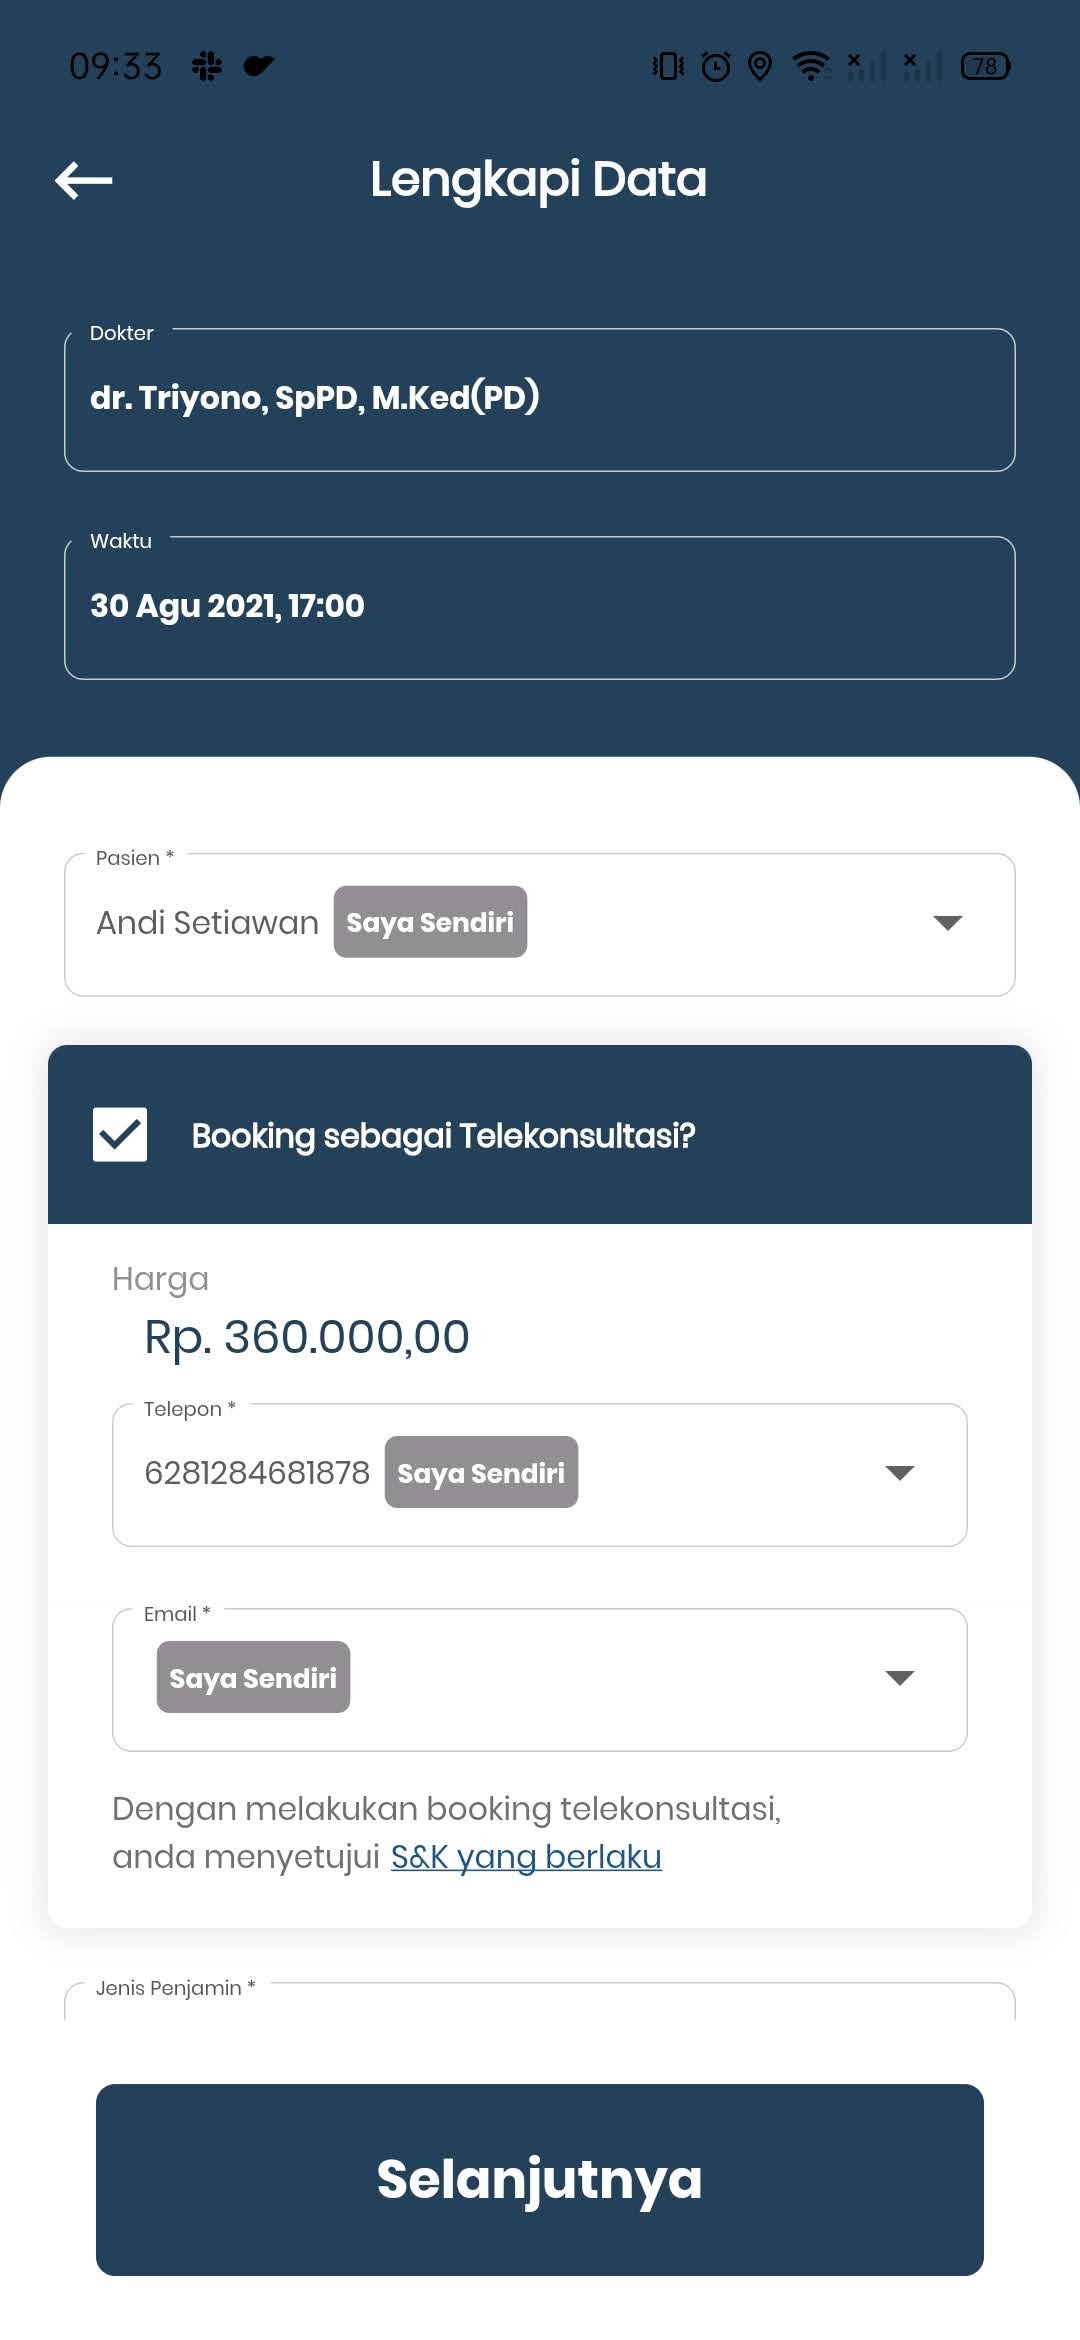 09:33
78
Lengkapi Data
Dokter
dr. Triyono, SpPD, M.Ked(PD)
Waktu
30 Agu 2021, 17:00
Pasien *
Andi Setiawan Saya Sendiri
Booking sebagai Telekonsultasi?
Harga
Rp. 360.000,00
Telepon *
6281284681878 Saya Sendiri
Email *
Saya Sendiri
Dengan melakukan booking telekonsultasi,
anda menyetujui S&K yang berlaku
Jenis Penjamin *
Selanjutnya